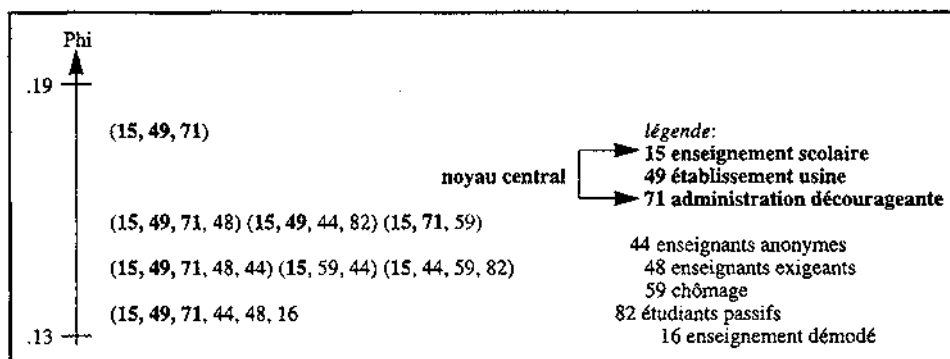 Phi
.19
(15, 49, 71)
légende:
15 enseignement scolaire
noyau central
49 établissement usine
71 administration décourageante
(15, 49, 71, 48) (15, 49, 44, 82) (15, 71, 59)
44 enseignants anonymes
(15, 49, 71, 48, 44) (15, 59, 44) (15, 44, 59, 82)
48 enseignants exigeants
59 chômage
(15, 49, 71, 44, 48, 16
82 étudiants passifs
.13
16 enseignement démodé